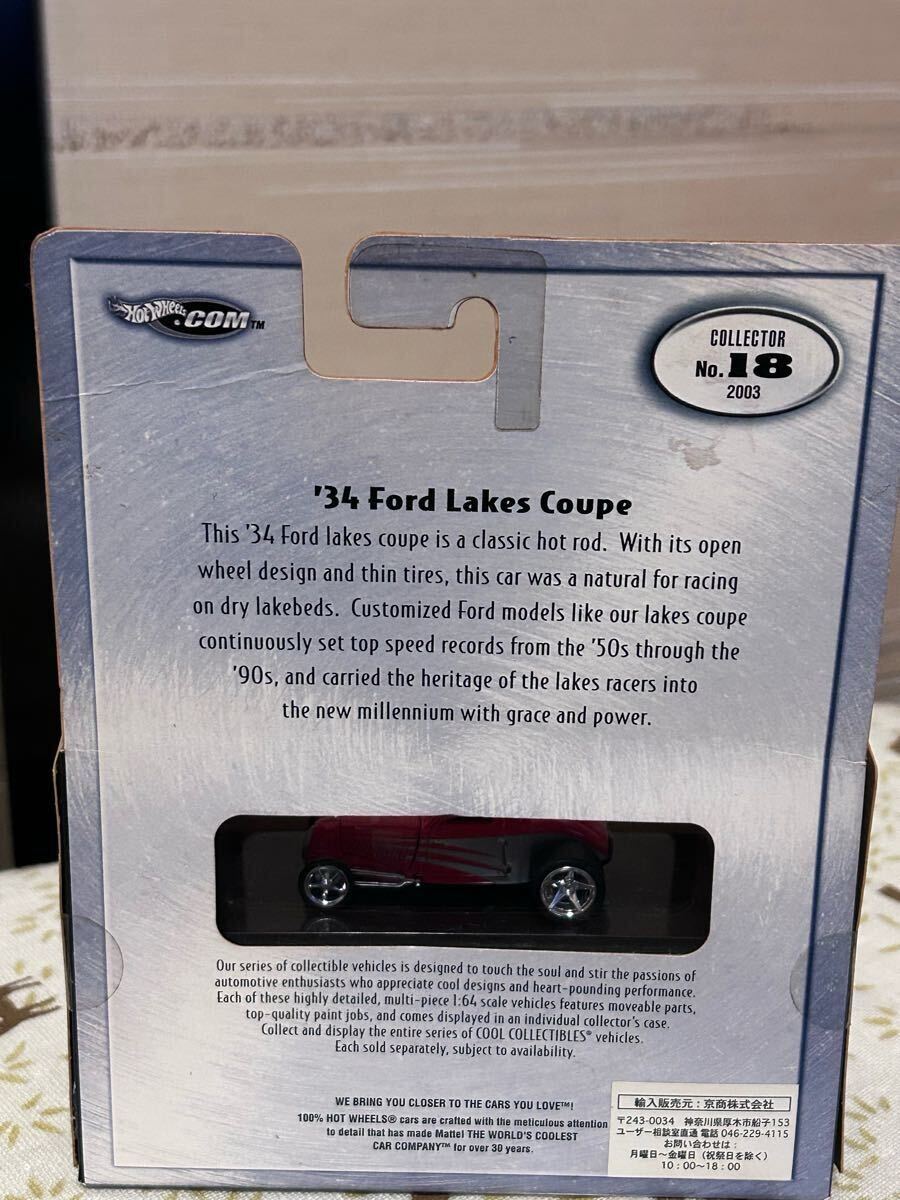 Hot Wheels.COM™
COLLECTOR
No. 18
2003
'34 Ford Lakes Coupe
This '34 Ford lakes coupe is a classic hot rod. With its open
wheel design and thin tires, this car was a natural for racing
on dry lakebeds. Customized Ford models like our lakes coupe
continuously set top speed records from the '50s through the
'90s, and carried the heritage of the lakes racers into
the new millennium with grace and power.
Our series of collectible vehicles is designed to touch the soul and stir the passions of
automotive enthusiasts who appreciate cool designs and heart-pounding performance.
Each of these highly detailed, multi-piece 1:64 scale vehicles features moveable parts,
top-quality paint jobs, and comes displayed in an individual collector's case.
Collect and display the entire series of COOL COLLECTIBLES® vehicles.
Each sold separately, subject to availability.
WE BRING YOU CLOSER TO THE CARS YOU LOVE™!
100% HOT WHEELS® cars are crafted with the meticulous attention
to detail that has made Mattel THE WORLD'S COOLEST
CAR COMPANY™ for over 30 years.
輸入販売元：京商株式会社
〒243-0034 神奈川県厚木市船子153
ユーザー相談室直通 電話 046-229-4115
お問い合わせは：
月曜日～金曜日（祝祭日を除く）
10：00～18：00